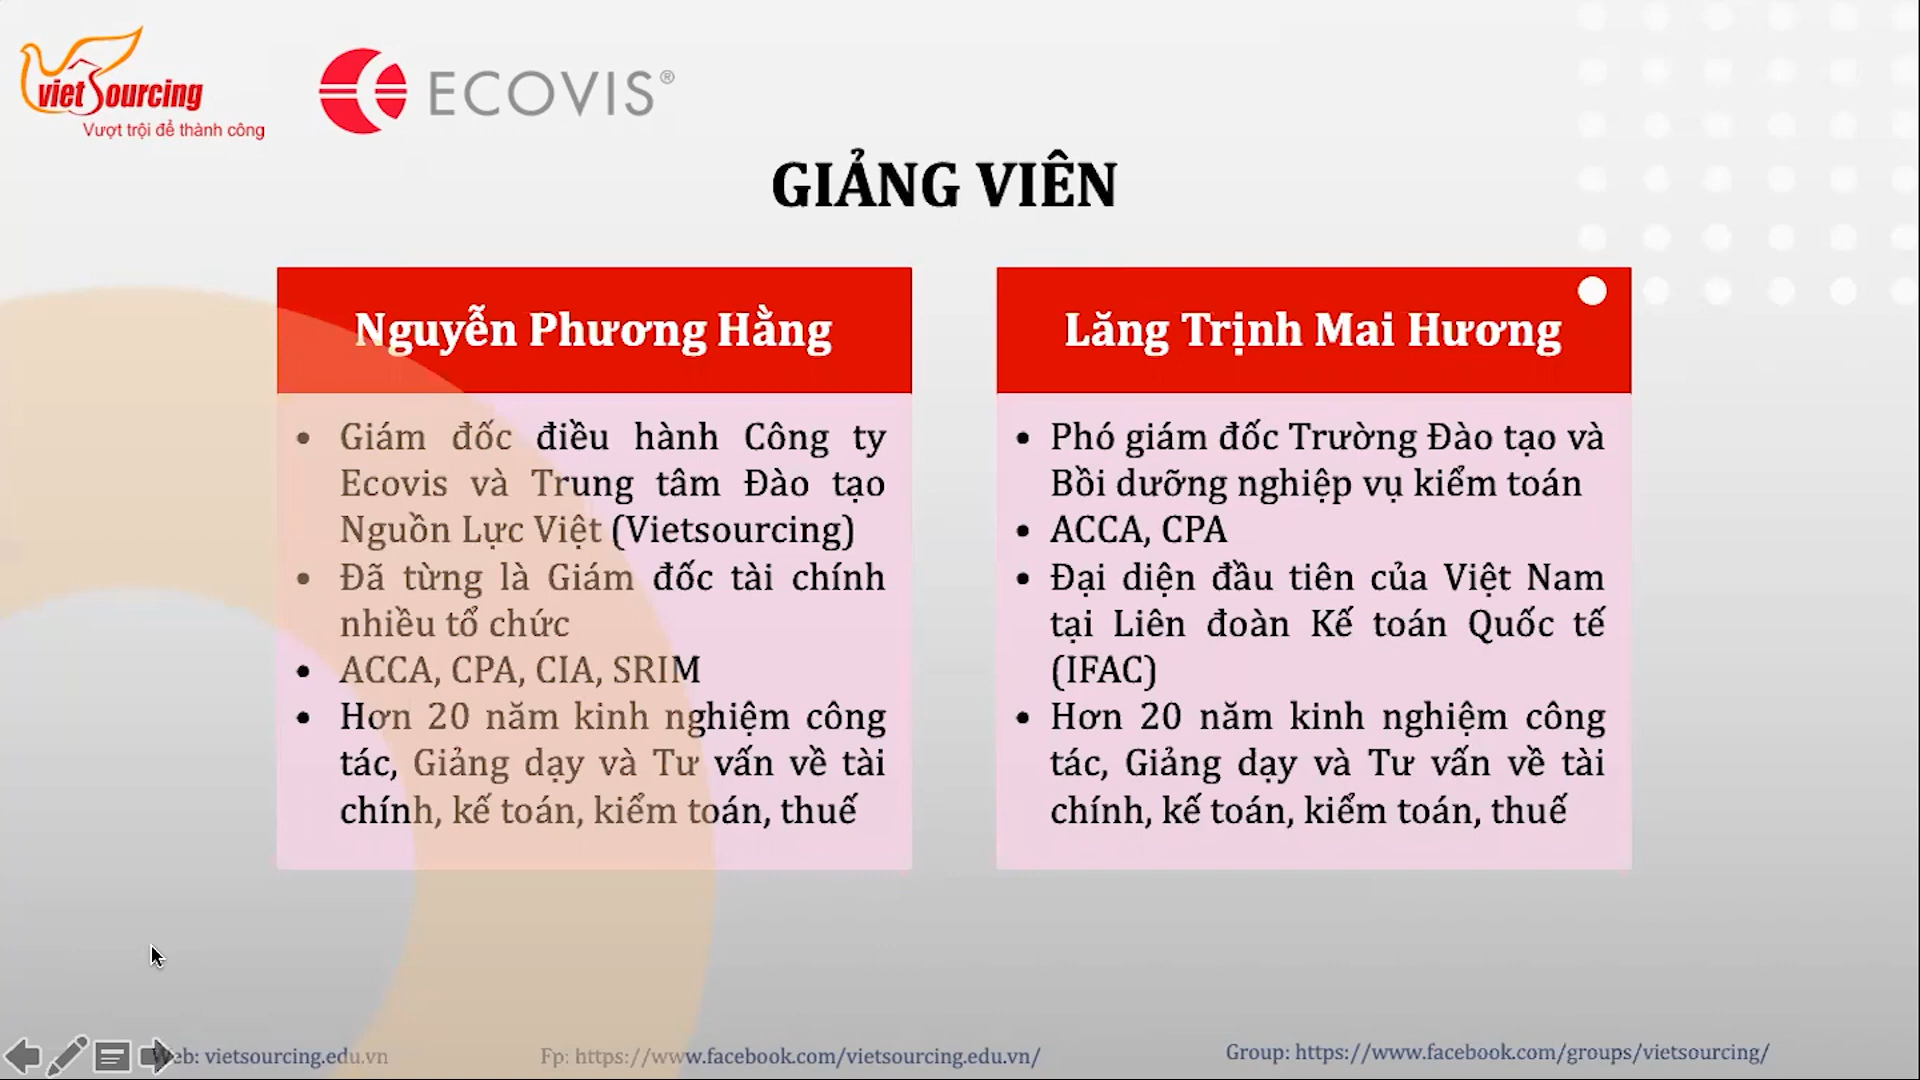 vietSourcing
Vượt trội để thành công
ECOVIS®
GIẢNG VIÊN
Nguyễn Phương Hằng
• Giám đốc điều hành Công ty
Ecovis và Trung tâm Đào tạo
Nguồn Lực Việt (Vietsourcing)
• Đã từng là Giám đốc tài chính
nhiều tổ chức
• ACCA, CPA, CIA, SRIM
• Hơn 20 năm kinh nghiệm công
tác, Giảng dạy và Tư vấn về tài
chính, kế toán, kiểm toán, thuế
Lăng Trịnh Mai Hương
• Phó giám đốc Trường Đào tạo và
Bồi dưỡng nghiệp vụ kiểm toán
• ACCA, CPA
• Đại diện đầu tiên của Việt Nam
tại Liên đoàn Kế toán Quốc tế
(IFAC)
• Hơn 20 năm kinh nghiệm công
tác, Giảng dạy và Tư vấn về tài
chính, kế toán, kiểm toán, thuế
Web: vietsourcing.edu.vn
Fp: https://www.facebook.com/vietsourcing.edu.vn/
Group: https://www.facebook.com/groups/vietsourcing/